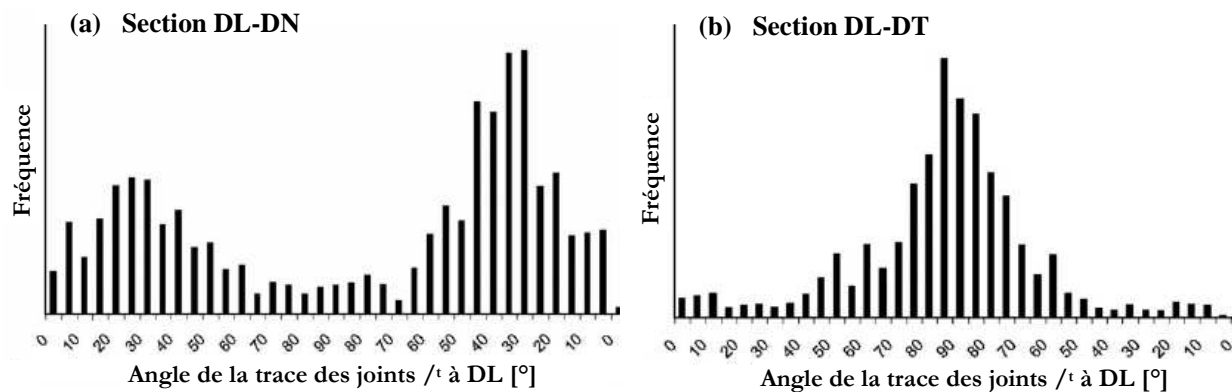 (a) Section DL-DN
Fréquence
0 10 20 30 40 50 60 70 80 90 80 70 60 50 40 30 20 10 0
Angle de la trace des joints /t à DL [°]
(b) Section DL-DT
Fréquence
0 10 20 30 40 50 60 70 80 90 80 70 60 50 40 30 20 10 0
Angle de la trace des joints /t à DL [°]